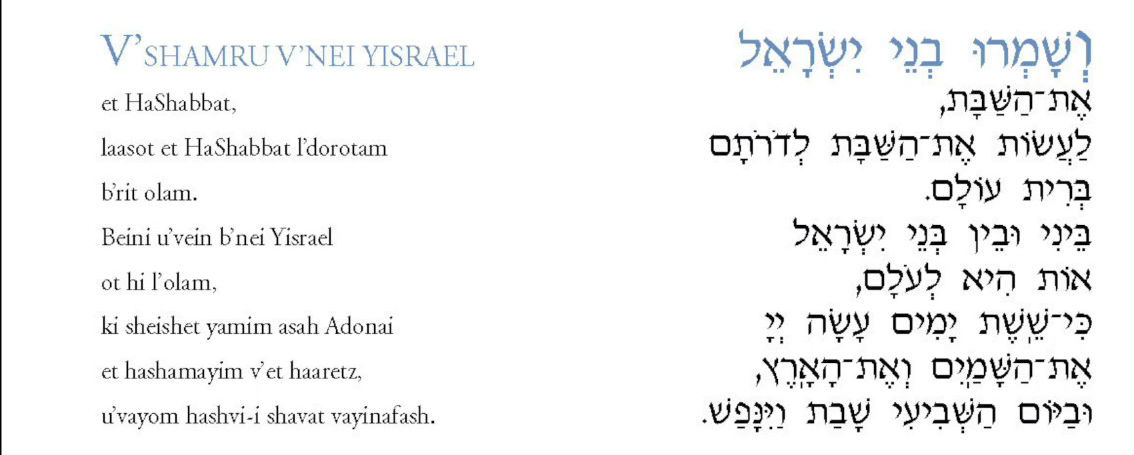 V’SHAMRU V’NEI YISRAEL
et HaShabbat,
laasot et HaShabbat l’dorotam
b’rit olam.
Beini u’vein b’nei Yisrael
ot hi l’olam,
ki sheishet yamim asah Adonai
et hashamayim v’et haaretz,
u’vayom hashvi-i shavat vayinafash.
וְשָׁמְרוּ בְנֵי יִשְׂרָאֵל
אֶת־הַשַּׁבָּת,
לַעֲשׂוֹת אֶת־הַשַּׁבָּת לְדֹרֹתָם
בְּרִית עוֹלָם.
בֵּינִי וּבֵין בְּנֵי יִשְׂרָאֵל
אוֹת הִיא לְעֹלָם,
כִּי־שֵׁשֶׁת יָמִים עָשָׂה יְיָ
אֶת־הַשָּׁמַיִם וְאֶת־הָאָרֶץ,
וּבַיּוֹם הַשְּׁבִיעִי שָׁבַת וַיִּנָּפַשׁ.